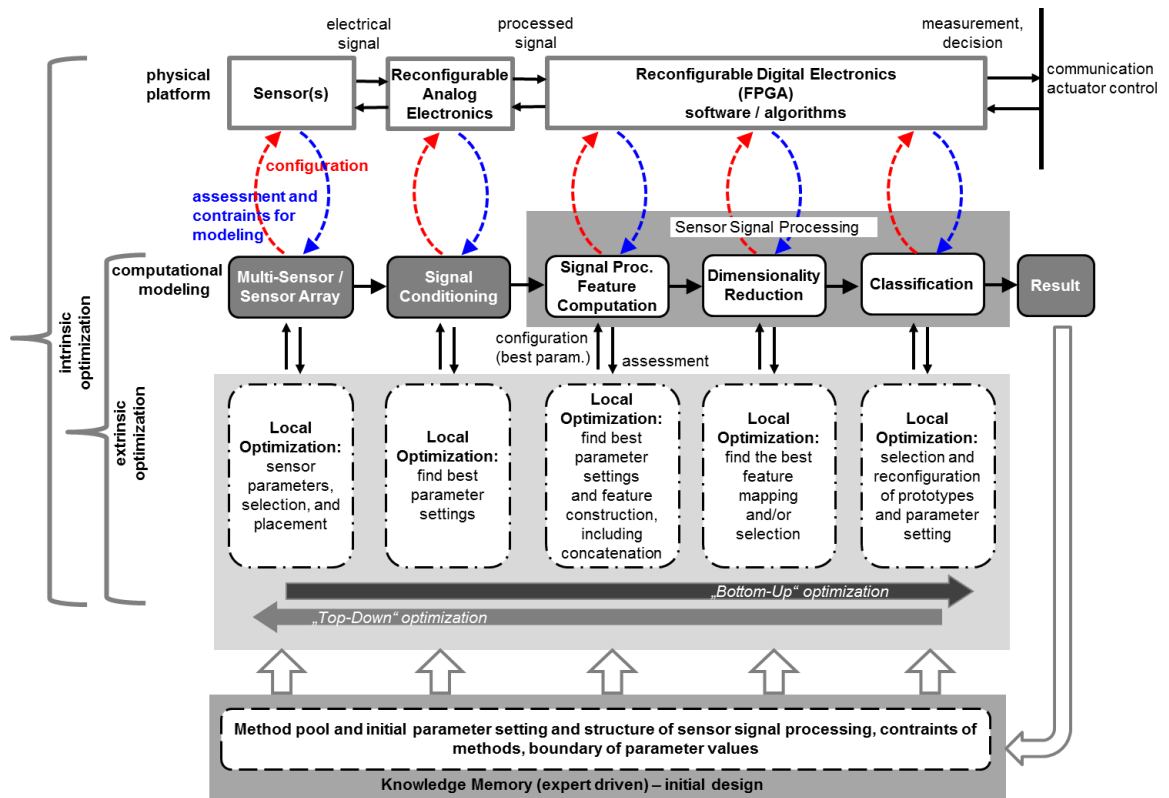 electrical
signal
processed
signal
measurement,
decision
physical
platform
Sensor(s)
Reconfigurable
Analog
Electronics
Reconfigurable Digital Electronics
(FPGA)
software / algorithms
communication
actuator control
configuration
assessment and
contraints for
modeling
Sensor Signal Processing
computational
modeling
Multi-Sensor /
Sensor Array
Signal
Conditioning
Signal Proc.
Feature
Computation
Dimensionality
Reduction
Classification
Result
configuration
(best param.)
assessment
intrinsic
optimization
extrinsic
optimization
Local
Optimization:
sensor
parameters,
selection, and
placement
Local
Optimization:
find best
parameter
settings
Local
Optimization:
find best
parameter
settings
and feature
construction,
including
concatenation
Local
Optimization:
find the best
feature
mapping
and/or
selection
Local
Optimization:
selection and
reconfiguration
of prototypes
and parameter
setting
„Bottom-Up“ optimization
„Top-Down“ optimization
Method pool and initial parameter setting and structure of sensor signal processing, contraints of
methods, boundary of parameter values
Knowledge Memory (expert driven) – initial design